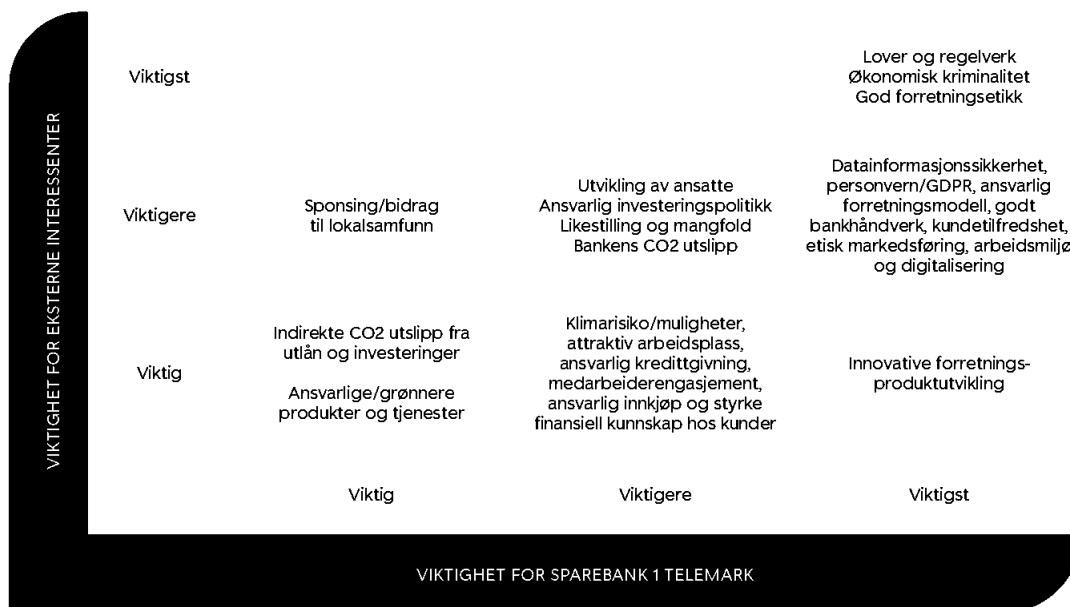 VIKTIGHET FOR EKSTERNE INTERESSENTER
Viktigst
Lover og regelverk
Økonomisk kriminalitet
God forretningsetikk
Viktigere
Sponsing/bidrag
til lokalsamfunn
Utvikling av ansatte
Ansvarlig investeringspolitikk
Likestilling og mangfold
Bankens CO2 utslipp
Datainformasjonssikkerhet,
personvern/GDPR, ansvarlig
forretningsmodell, godt
bankhåndverk, kundetilfredshet,
etisk markedsføring, arbeidsmiljø
og digitalisering
Viktig
Indirekte CO2 utslipp fra
utlån og investeringer
Ansvarlige/grønnere
produkter og tjenester
Klimarisiko/muligheter,
attraktiv arbeidsplass,
ansvarlig kredittgivning,
medarbeiderengasjement,
ansvarlig innkjøp og styrke
finansiell kunnskap hos kunder
Innovative forretnings-
produktutvikling
Viktig
Viktigere
Viktigst
VIKTIGHET FOR SPAREBANK 1 TELEMARK